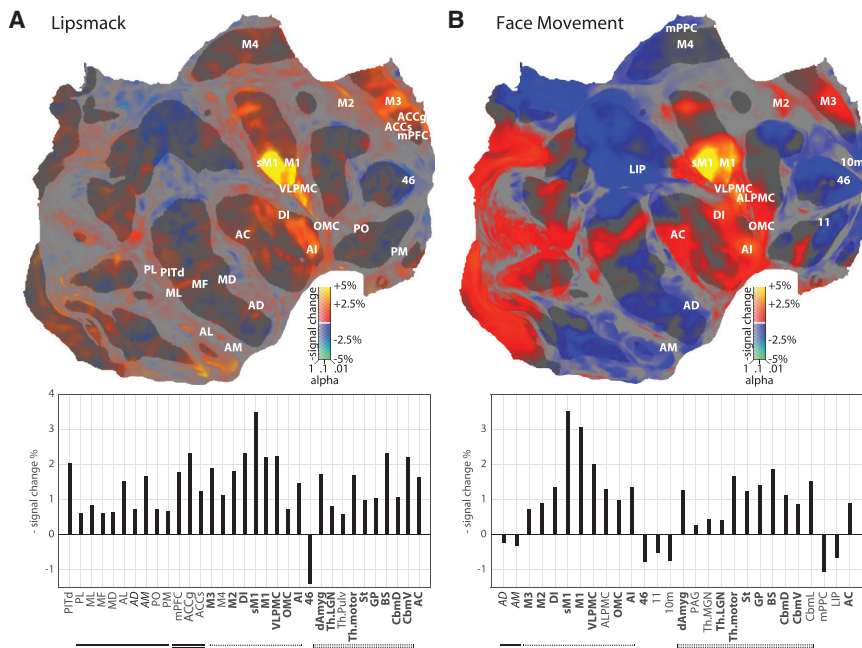 A Lipsmack
M4
M2
M3
ACCg
ACCs
mPFC
sM1 M1
46
VLPMC
DI
OMC
PO
AC
AI
PM
PL PITd
MD
MF
ML
AD
AL
AM
+5%
+2.5%
-2.5%
-5%
-signal change
1 .1 .01
alpha
B Face Movement
mPPC
M4
M2
M3
sM1 M1
10m
LIP
46
VLPMC
ALPMC
DI
11
OMC
AC
AI
AD
AM
+5%
+2.5%
-2.5%
-5%
-signal change
1 .1 .01
alpha
4
3
2
1
0
-1
- signal change %
PITd PL ML MF MD AL AD AM PO PM mPFC ACCg ACCs M3 M4 M2 DI sM1 M1 VLPMC OMC AI 46 dAmyg Th.LGN Th.Pulv Th.motor St GP BS CbmD CbmV AC
4
3
2
1
0
-1
- signal change %
AD AM M3 M2 DI sM1 M1 VLPMC ALPMC OMC AI 46 11 10m dAmyg PAG Th.MGN Th.LGN Th.motor St GP BS CbmD CbmV CbmL mPPC LIP AC